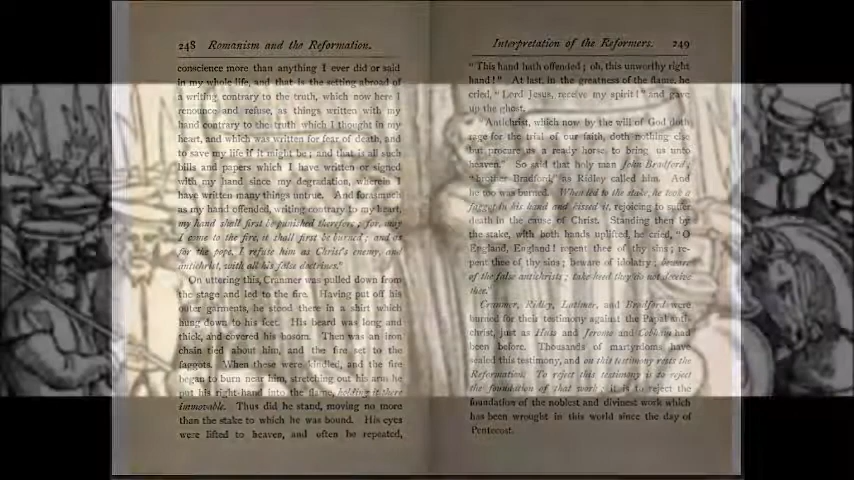 248 Romanism and the Reformation.
conscience more than anything I ever did or said
in my whole life, and that is the setting abroad of
a writing contrary to the truth, which now here I
renounce and refuse, as things written with my
hand contrary to the truth which I thought in my
heart, and which was written for fear of death, and
to save my life if it might be; and that is all such
bills and papers which I have written or signed
with my hand since my degradation, wherein I
have written many things untrue. And forasmuch
as my hand offended, writing contrary to my heart,
my hand shall first be punished therefore; for, may
I come to the fire, it shall first be burned; and as
for the pope, I refuse him as Christ's enemy, and
antichrist, with all his false doctrines."
On uttering this, Cranmer was pulled down from
the stage and led to the fire. Having put off his
outer garments, he stood there in a shirt which
hung down to his feet. His beard was long and
thick, and covered his bosom. Then was an iron
chain tied about him, and the fire set to the
faggots. When these were kindled, and the fire
began to burn near him, stretching out his arm he
put his right hand into the flame, holding it there
immovable. Thus did he stand, moving no more
than the stake to which he was bound. His eyes
were lifted to heaven, and often he repeated,
Interpretation of the Reformers. 249
"This hand hath offended; oh, this unworthy right
hand!" At last, in the greatness of the flame, he
cried, "Lord Jesus, receive my spirit!" and gave
up the ghost.
"Antichrist, which now by the will of God doth
rage for the trial of our faith, doth nothing else
but procure us a ready horse, to bring us unto
heaven." So said that holy man John Bradford;
"brother Bradford," as Ridley called him. And
he too was burned. When led to the stake, he took a
faggot in his hand and kissed it, rejoicing to suffer
death in the cause of Christ. Standing then by
the stake, with both hands uplifted, he cried, "O
England, England! repent thee of thy sins; re-
pent thee of thy sins; beware of idolatry; beware
of the false antichrists; take heed they do not deceive
thee."
Cranmer, Ridley, Latimer, and Bradford were
burned for their testimony against the Papal anti-
christ, just as Huss and Jerome and Cobham had
been before. Thousands of martyrdoms have
sealed this testimony, and on this testimony rests the
Reformation. To reject this testimony is to reject
the foundation of that work; it is to reject the
foundation of the noblest and divinest work which
has been wrought in this world since the day of
Pentecost.